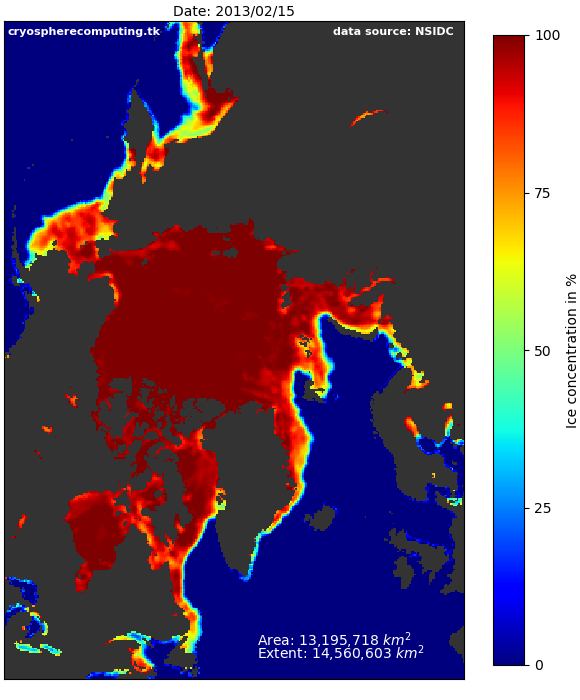 Date: 2013/02/15
cryospherecomputing.tk
data source: NSIDC
100
75
50
25
0
Ice concentration in %
Area: 13,195,718 km²
Extent: 14,560,603 km²